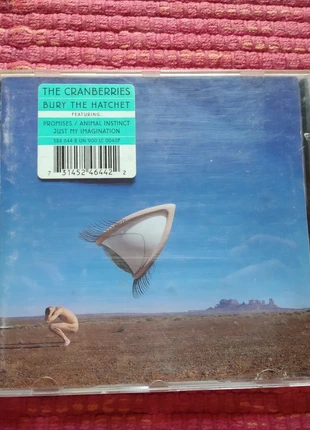 THE CRANBERRIES
BURY THE HATCHET
FEATURING
PROMISES / ANIMAL INSTINCT
JUST MY IMAGINATION
7 31452 46442 2